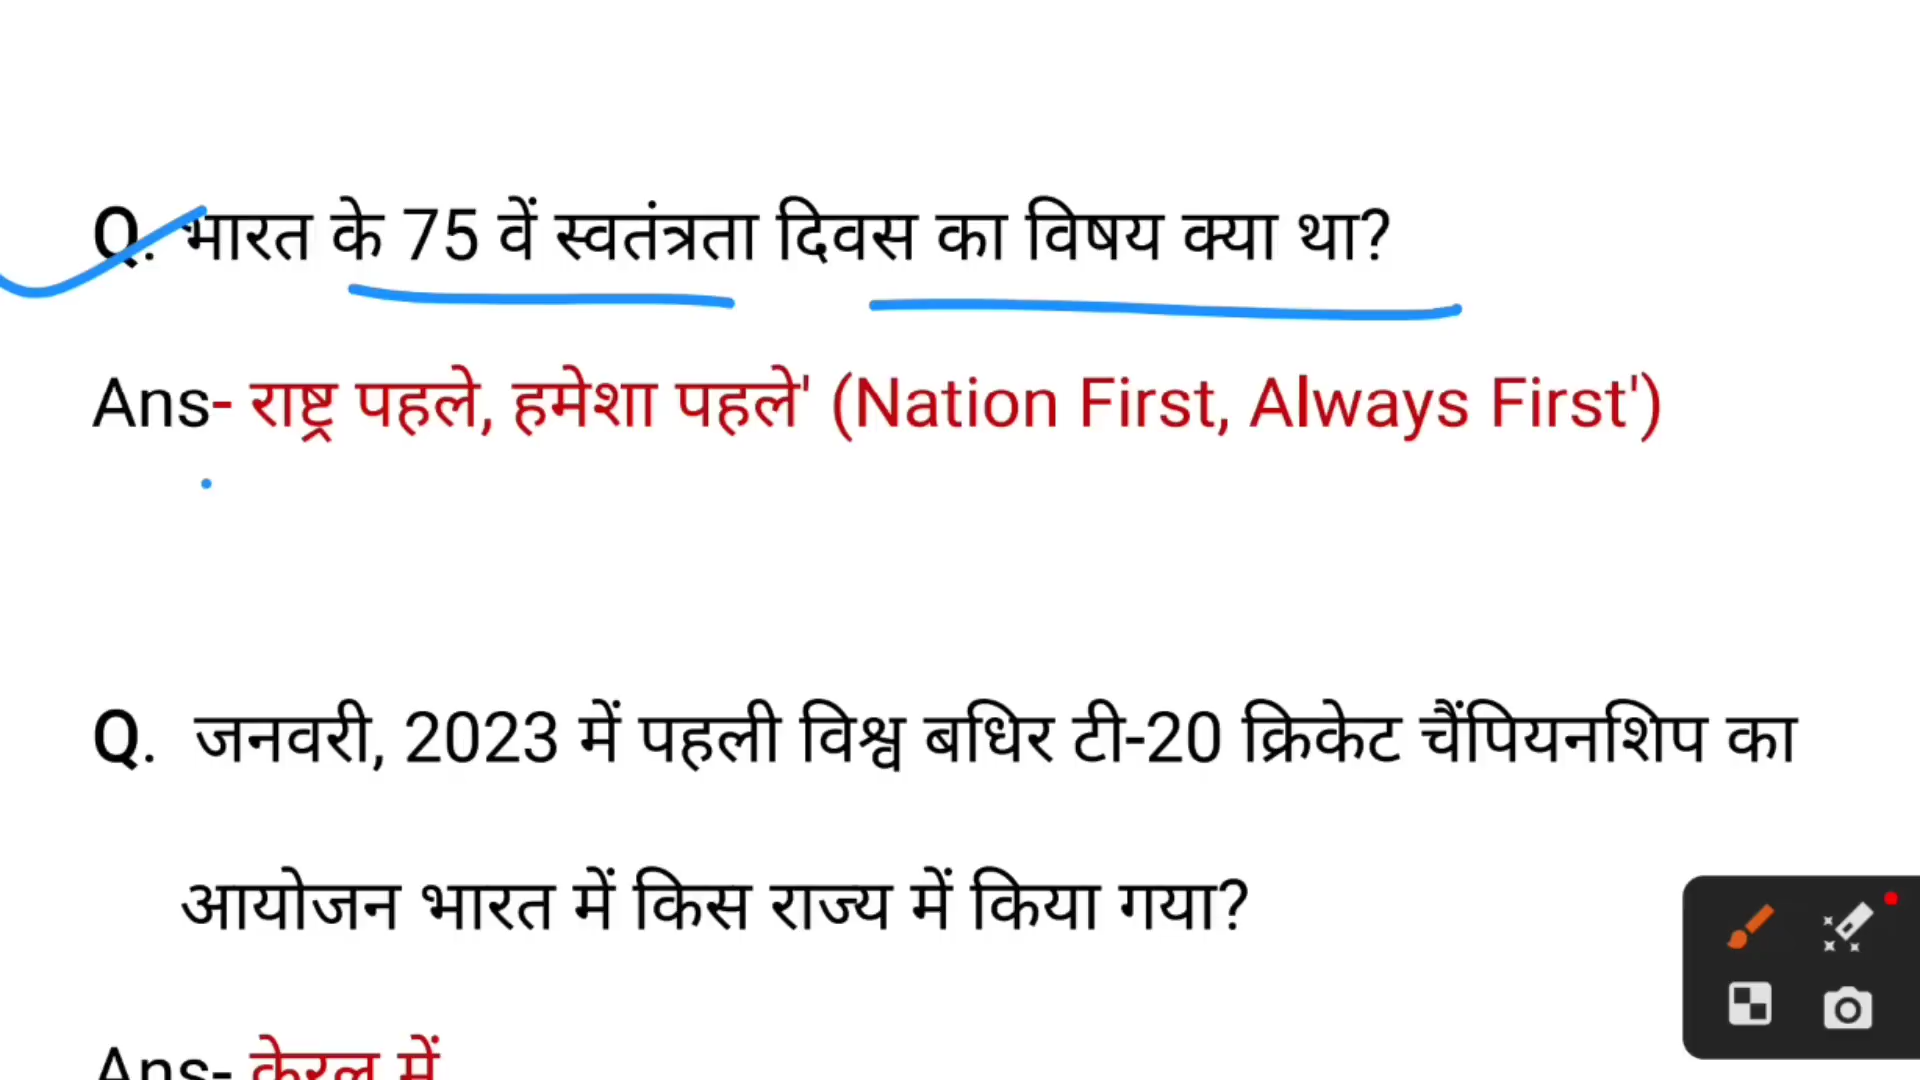 Q. भारत के 75 वें स्वतंत्रता दिवस का विषय क्या था?
Ans- राष्ट्र पहले, हमेशा पहले' (Nation First, Always First')
Q. जनवरी, 2023 में पहली विश्व बधिर टी-20 क्रिकेट चैंपियनशिप का
आयोजन भारत में किस राज्य में किया गया?
Ans- केरल में